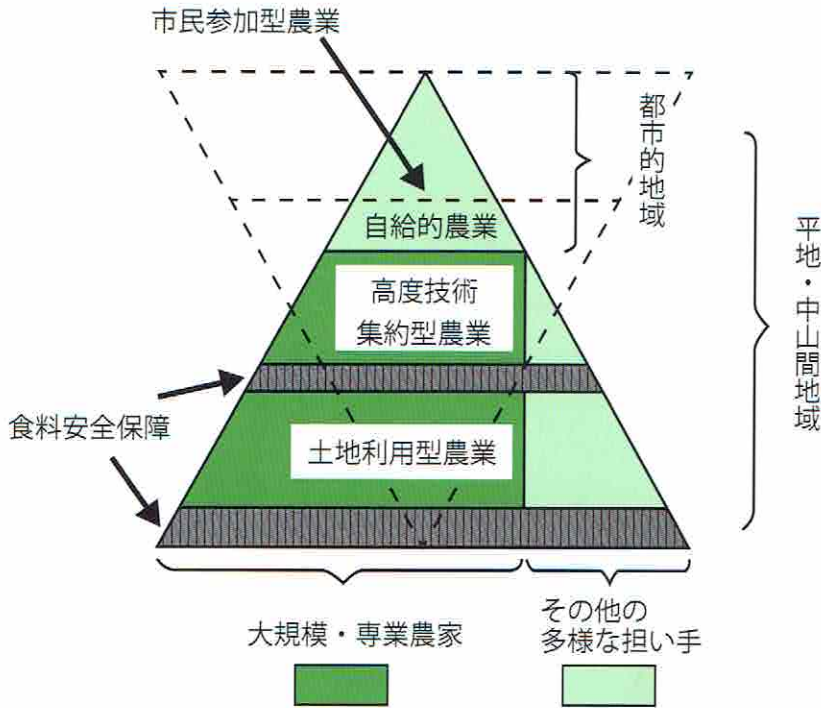 市民参加型農業
都市的地域
自給的農業
高度技術
集約型農業
平地・中山間地域
食料安全保障
土地利用型農業
大規模・専業農家
その他の
多様な担い手